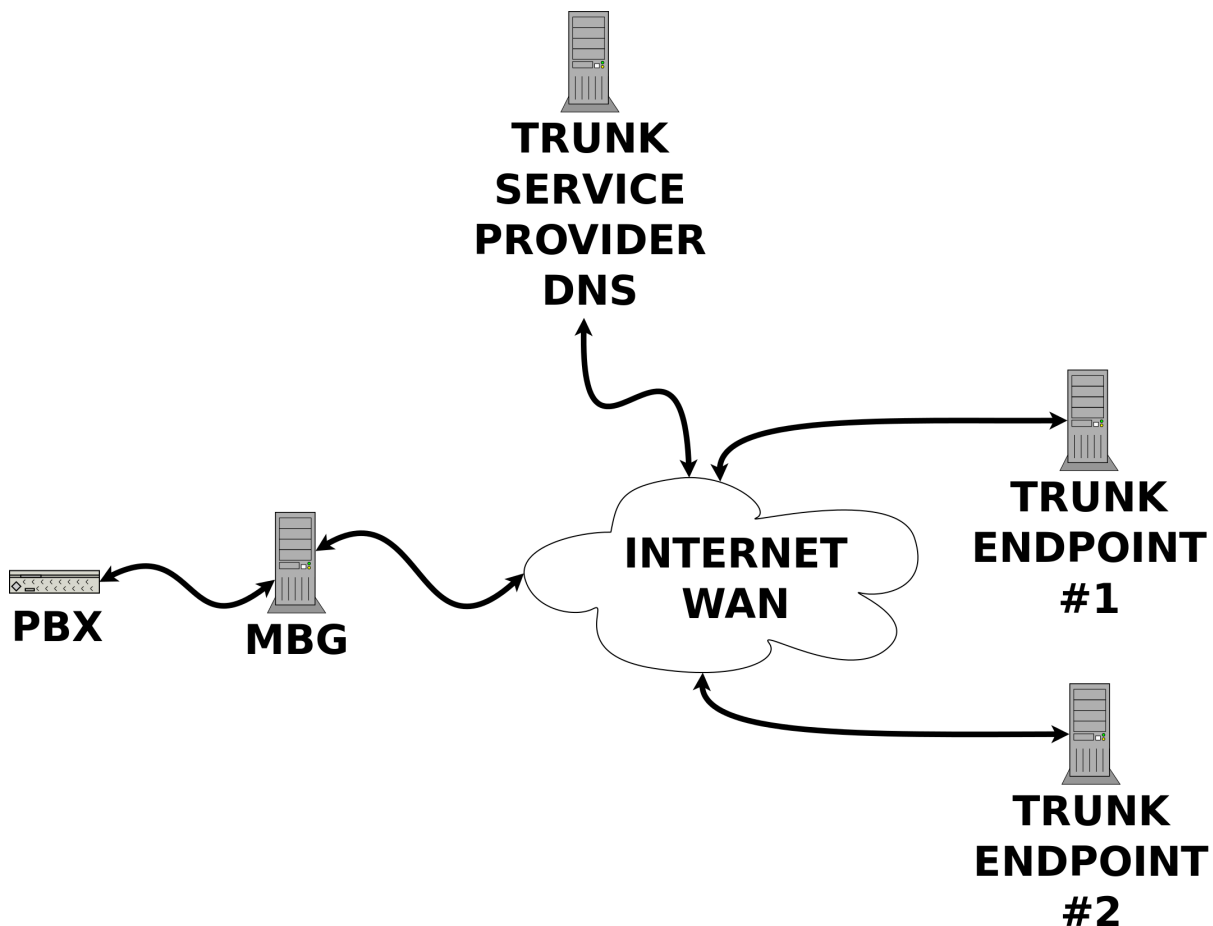 TRUNK
SERVICE
PROVIDER
DNS
TRUNK
ENDPOINT
#1
INTERNET
WAN
PBX
MBG
TRUNK
ENDPOINT
#2